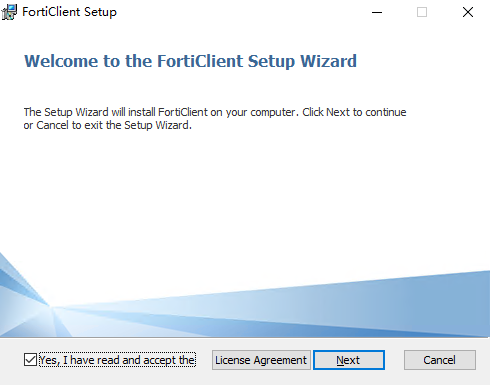 FortiClient Setup
Welcome to the FortiClient Setup Wizard
The Setup Wizard will install FortiClient on your computer. Click Next to continue
or Cancel to exit the Setup Wizard.
Yes, I have read and accept the
License Agreement
Next
Cancel